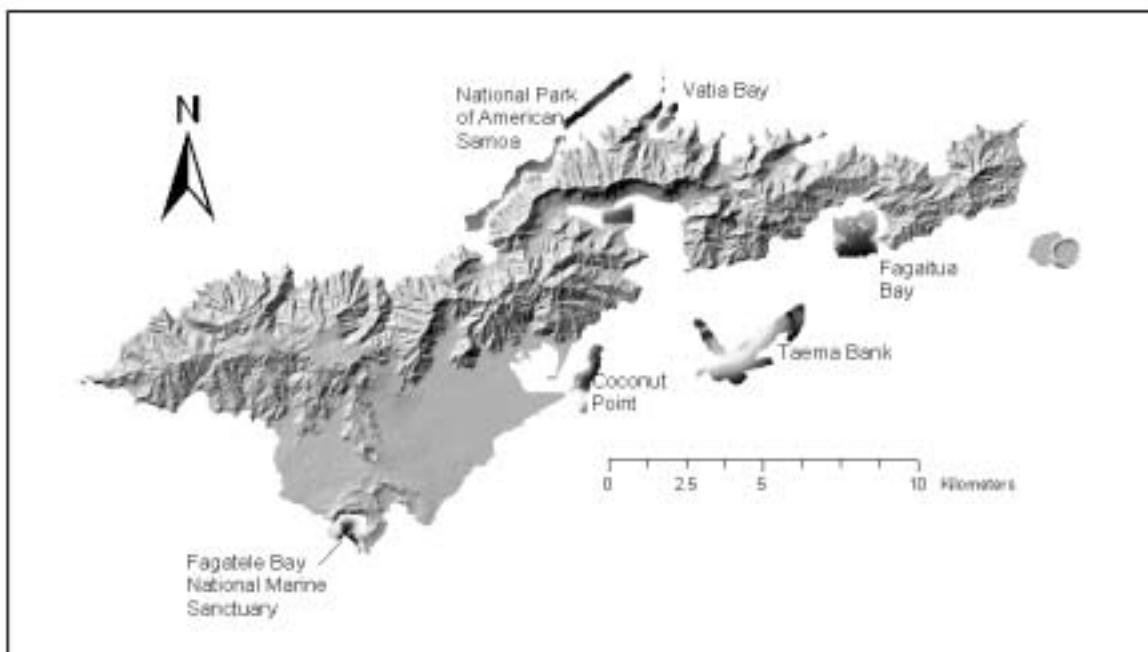 National Park
of American
Samoa
Vatia Bay
N
Fagaitua
Bay
Taema Bank
Coconut
Point
0 2.5 5 10 Kilometers
Fagatele Bay
National Marine
Sanctuary